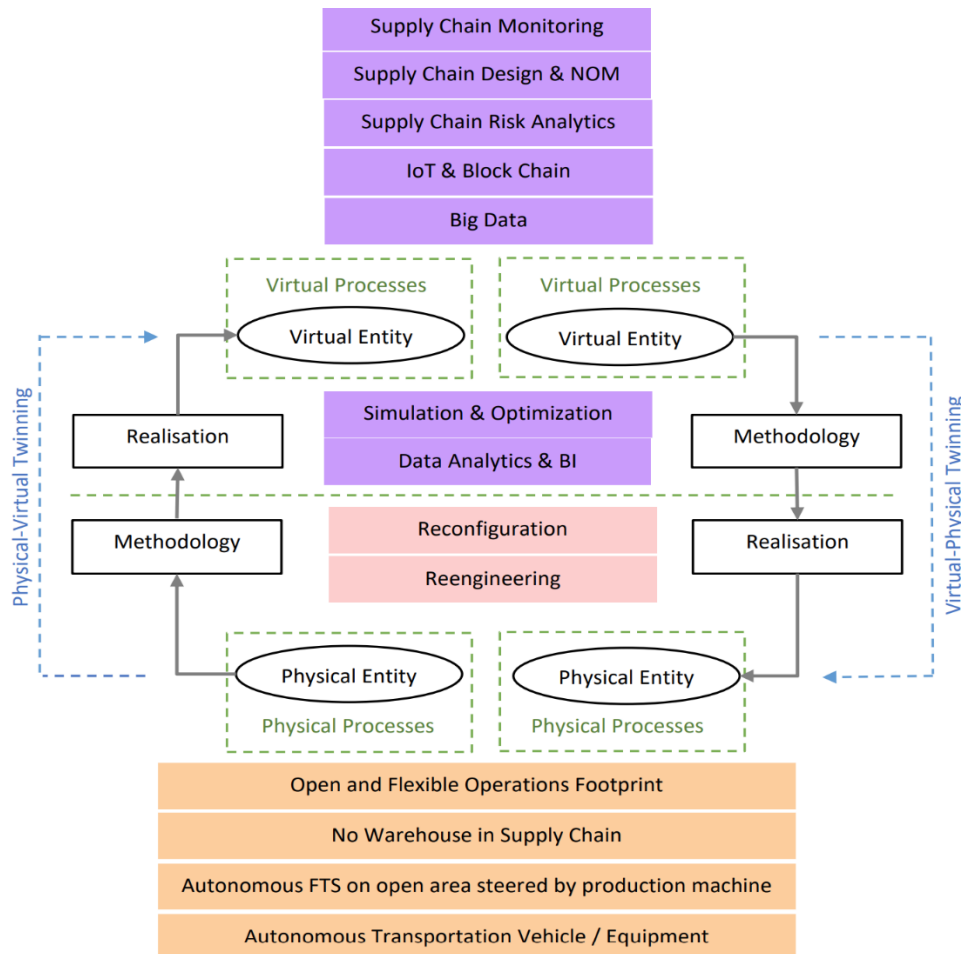 Supply Chain Monitoring
Supply Chain Design & NOM
Supply Chain Risk Analytics
IoT & Block Chain
Big Data
Virtual Processes
Virtual Processes
Virtual Entity
Virtual Entity
Physical-Virtual Twinning
Realisation
Simulation & Optimization
Data Analytics & BI
Methodology
Virtual-Physical Twinning
Methodology
Reconfiguration
Reengineering
Realisation
Physical Entity
Physical Entity
Physical Processes
Physical Processes
Open and Flexible Operations Footprint
No Warehouse in Supply Chain
Autonomous FTS on open area steered by production machine
Autonomous Transportation Vehicle / Equipment